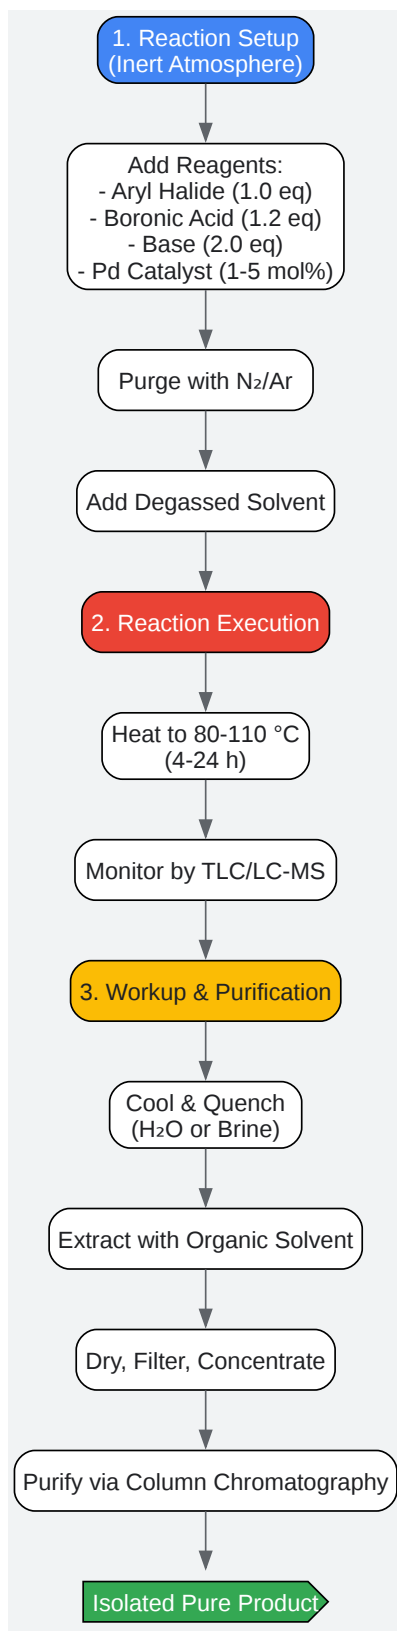 1. Reaction Setup
(Inert Atmosphere)
Add Reagents:
- Aryl Halide (1.0 eq)
- Boronic Acid (1.2 eq)
- Base (2.0 eq)
- Pd Catalyst (1-5 mol%)
Purge with N₂/Ar
Add Degassed Solvent
2. Reaction Execution
Heat to 80-110 °C
(4-24 h)
Monitor by TLC/LC-MS
3. Workup & Purification
Cool & Quench
(H₂O or Brine)
Extract with Organic Solvent
Dry, Filter, Concentrate
Purify via Column Chromatography
Isolated Pure Product